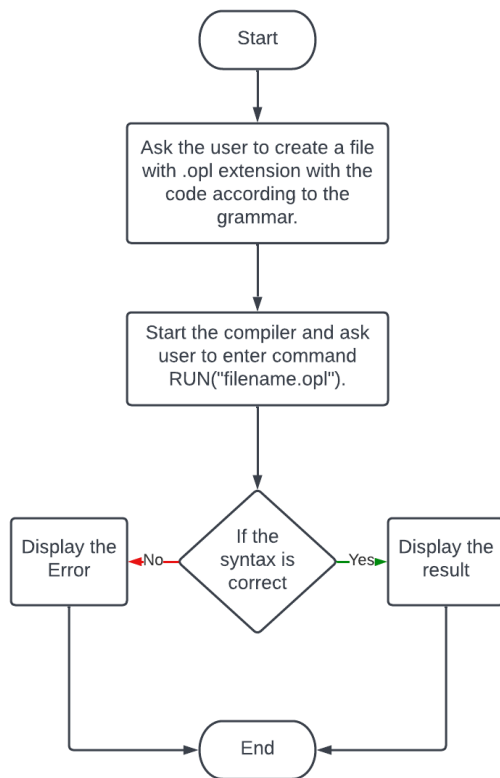 Start
Ask the user to create a file
with .opl extension with the
code according to the
grammar.
Start the compiler and ask
user to enter command
RUN("filename.opl").
If the
syntax is
correct
No
Yes
Display the
Error
Display the
result
End